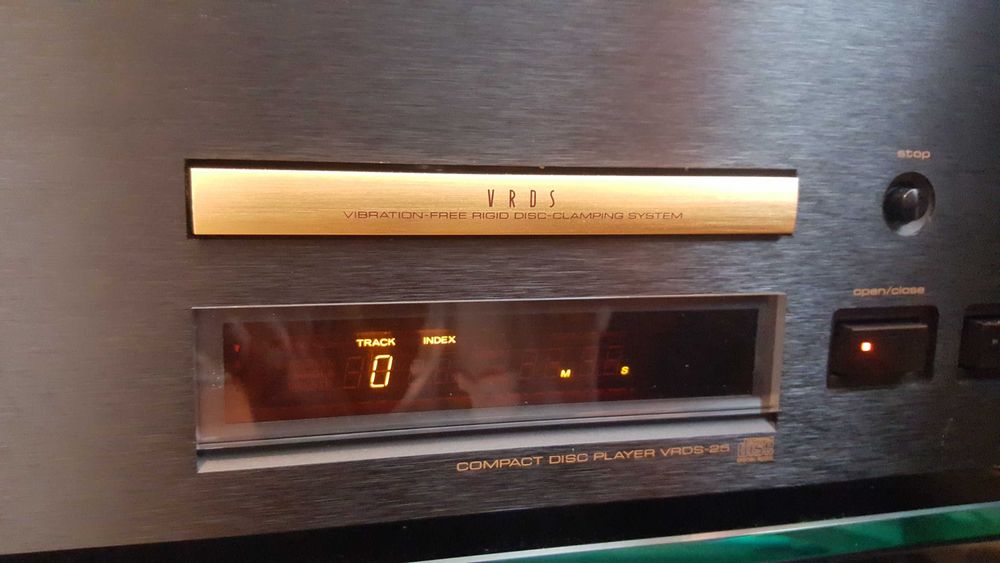 VRDS
VIBRATION-FREE RIGID DISC-CLAMPING SYSTEM
stop
open/close
TRACK INDEX
0 M S
COMPACT DISC PLAYER VRDS-25